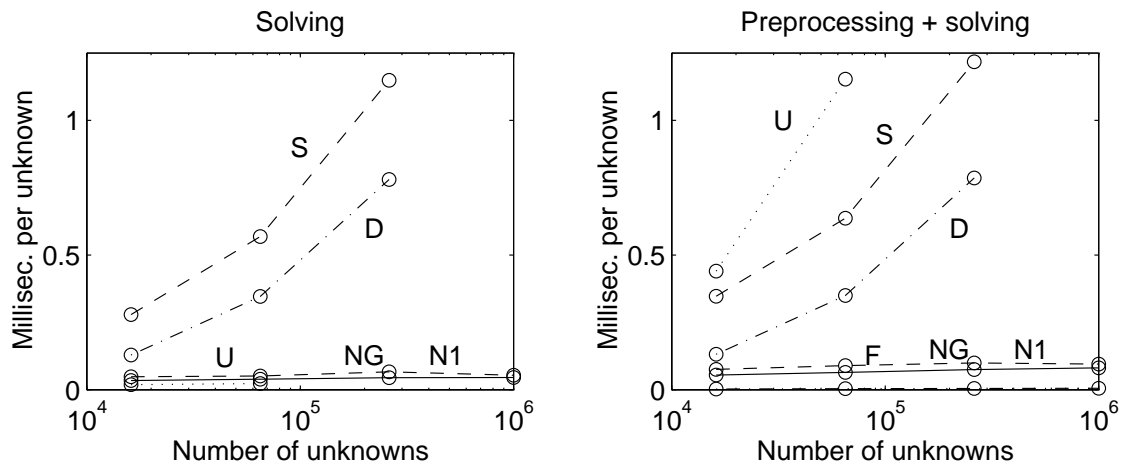 Solving
Millisec. per unknown
1
0.5
0
S
D
U
NG
N1
10^4
10^5
10^6
Number of unknowns
Preprocessing + solving
Millisec. per unknown
1
0.5
0
U
S
D
F
NG
N1
10^4
10^5
10^6
Number of unknowns